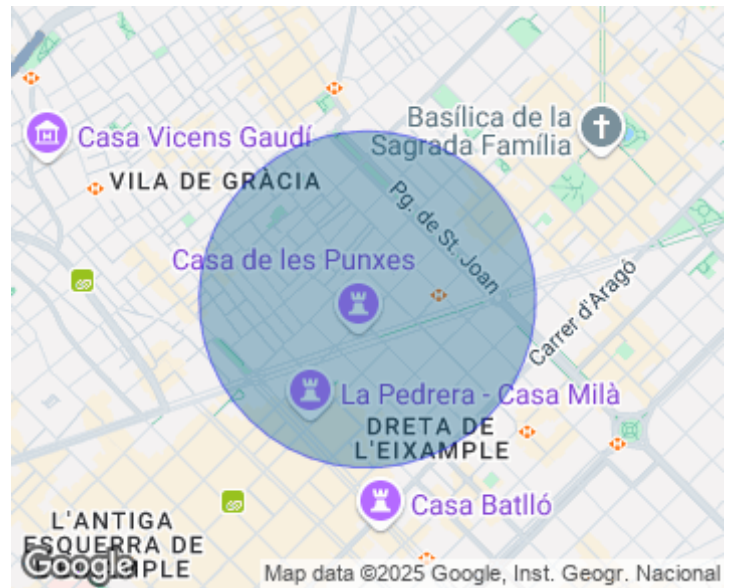 Basílica de la
Sagrada Família
Casa Vicens Gaudí
VILA DE GRÀCIA
Pg. de St. Joan
Casa de les Punxes
Carrer d'Aragó
La Pedrera - Casa Milà
DRETA DE
L'EIXAMPLE
Casa Batlló
L'ANTIGA
ESQUERRA DE
Google
Map data ©2025 Google, Inst. Geogr. Nacional